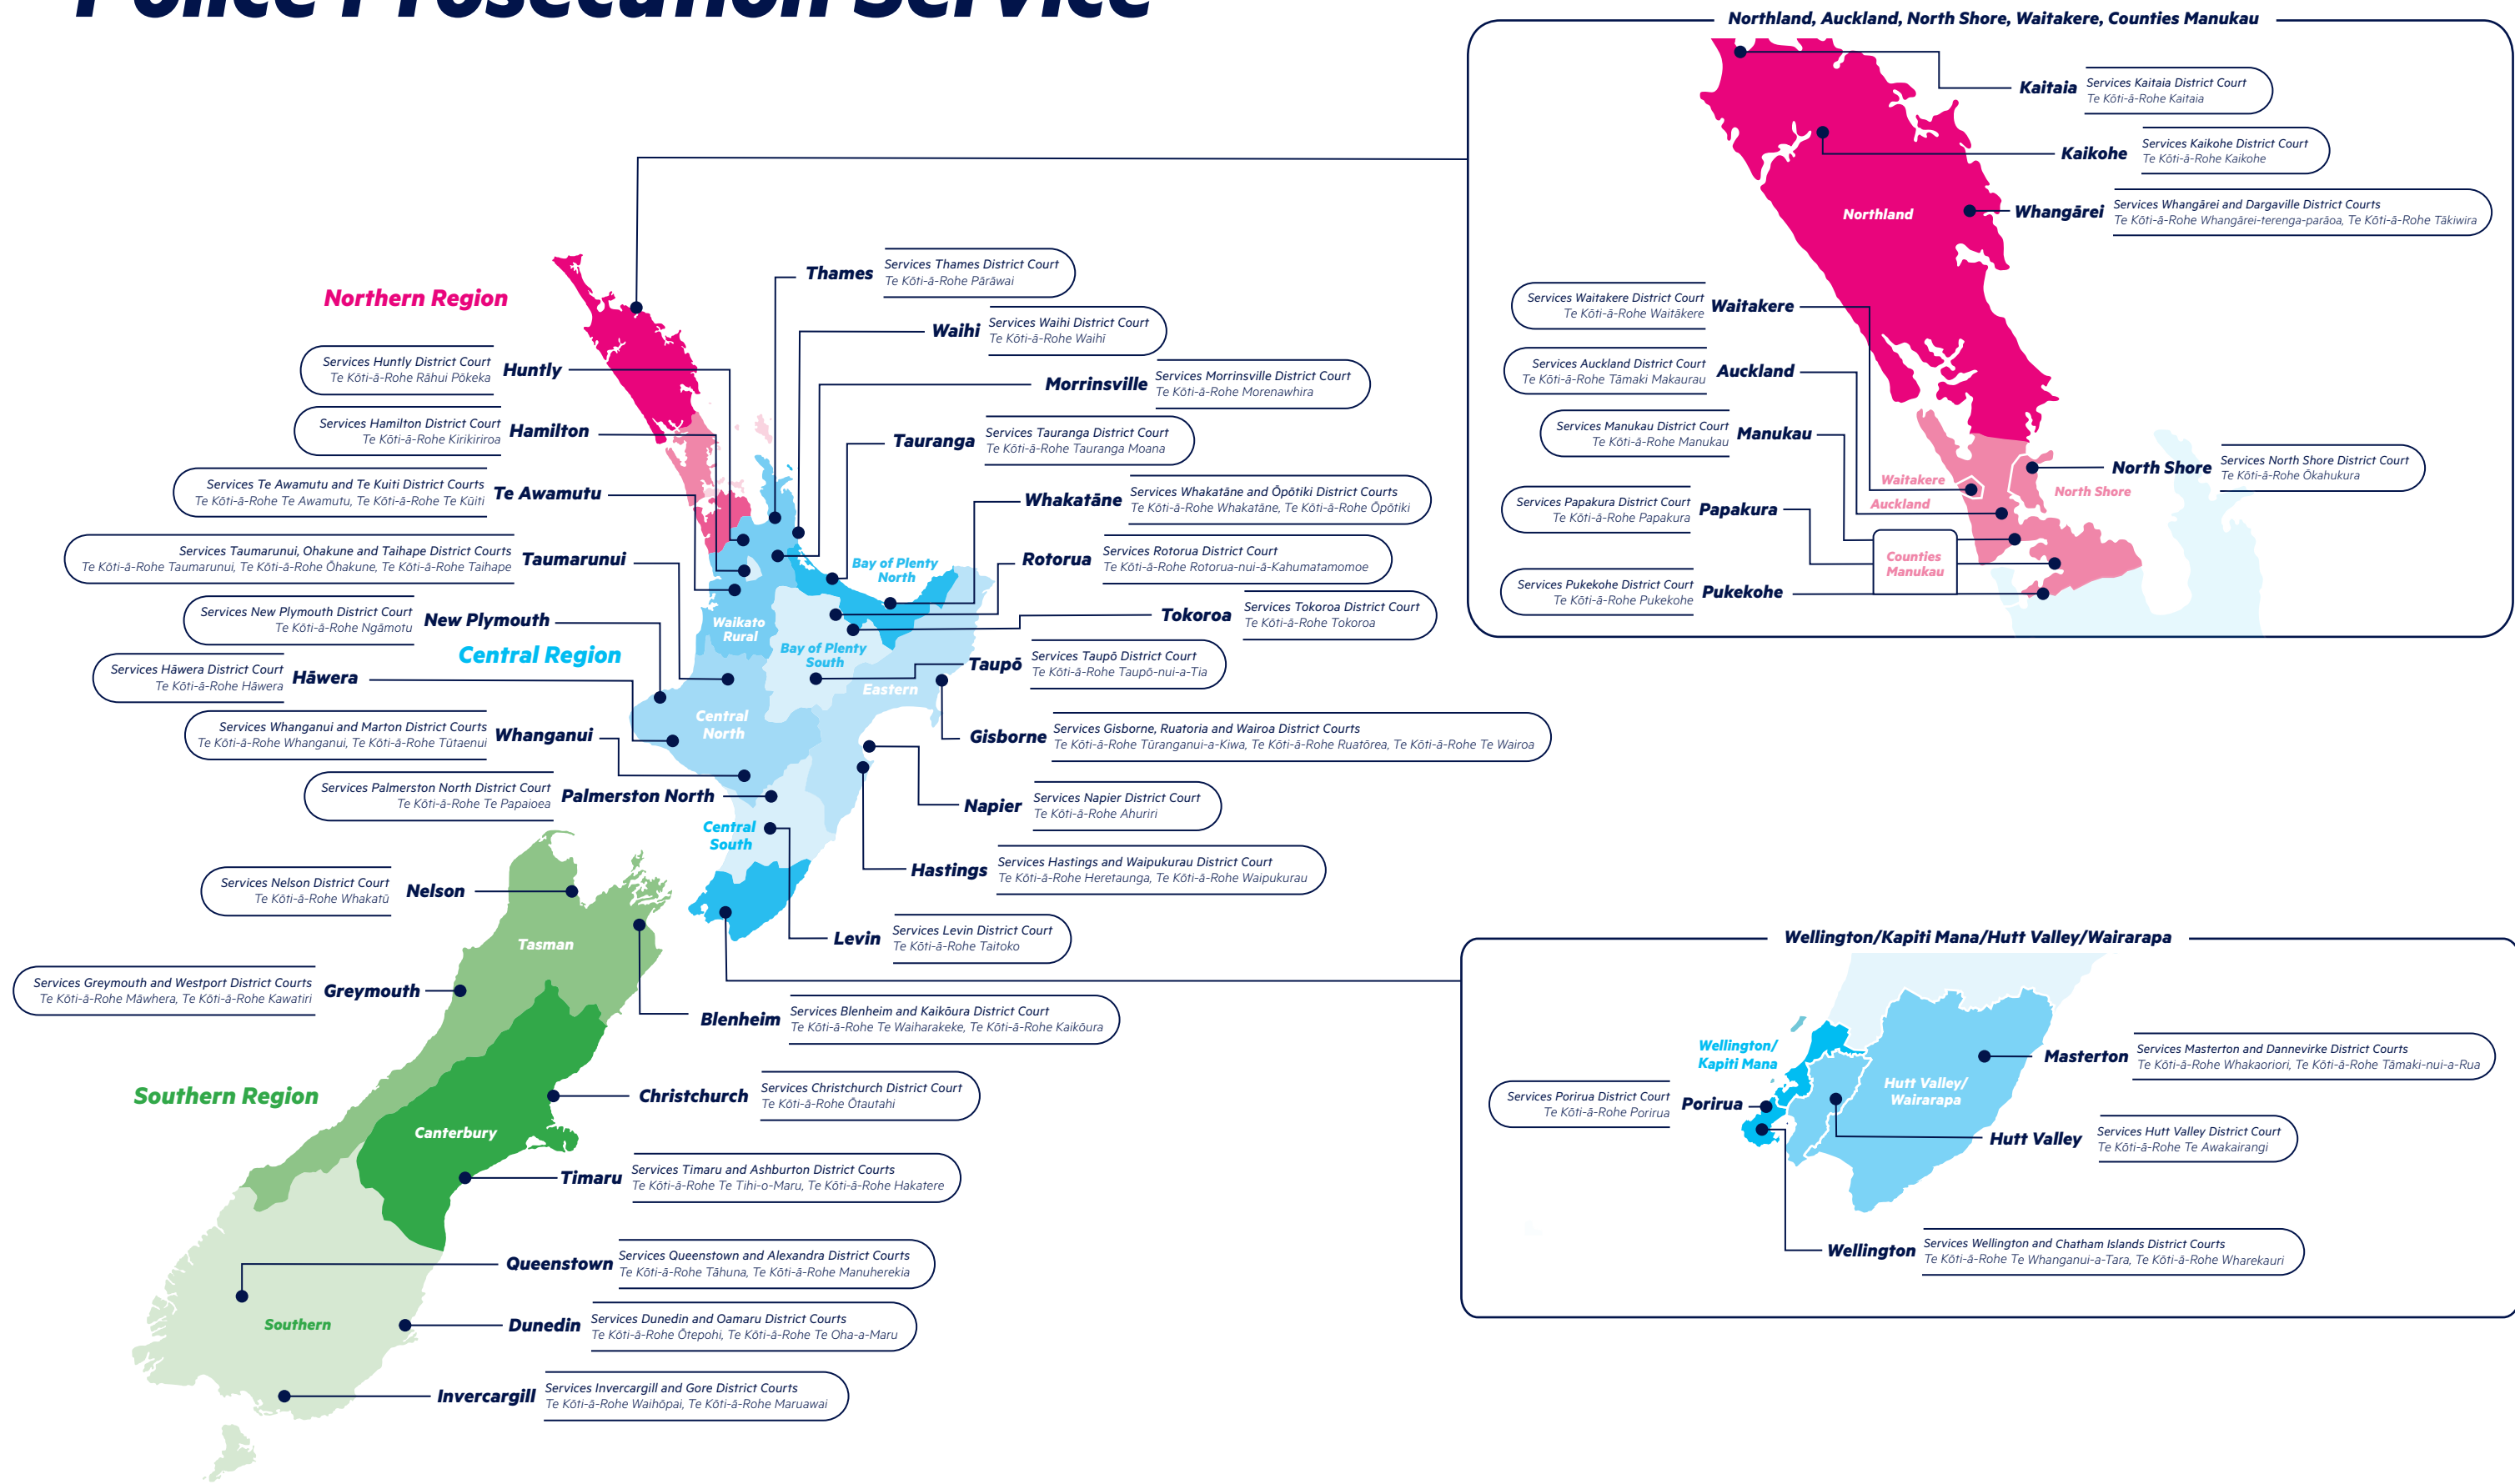 Police Prosecution Service
Northern Region
Services Huntly District Court
Te Kōti-ā-Rohe Rāhui Pōkeka
Huntly
Services Hamilton District Court
Te Kōti-ā-Rohe Kirikiriroa
Hamilton
Services Te Awamutu and Te Kuiti District Courts
Te Kōti-ā-Rohe Te Awamutu, Te Kōti-ā-Rohe Te Kūiti
Te Awamutu
Services Taumarunui, Ohakune and Taihape District Courts
Te Kōti-ā-Rohe Taumarunui, Te Kōti-ā-Rohe Ōhakune, Te Kōti-ā-Rohe Taihape
Taumarunui
Services New Plymouth District Court
Te Kōti-ā-Rohe Ngāmotu
New Plymouth
Central Region
Services Hāwera District Court
Te Kōti-ā-Rohe Hāwera
Hāwera
Services Whanganui and Marton District Courts
Te Kōti-ā-Rohe Whanganui, Te Kōti-ā-Rohe Tūtaenui
Whanganui
Services Palmerston North District Court
Te Kōti-ā-Rohe Te Papaioea
Palmerston North
Thames
Services Thames District Court
Te Kōti-ā-Rohe Pārāwai
Waihi
Services Waihi District Court
Te Kōti-ā-Rohe Waihī
Morrinsville
Services Morrinsville District Court
Te Kōti-ā-Rohe Morenawhira
Tauranga
Services Tauranga District Court
Te Kōti-ā-Rohe Tauranga Moana
Whakatāne
Services Whakatāne and Ōpōtiki District Courts
Te Kōti-ā-Rohe Whakatāne, Te Kōti-ā-Rohe Ōpōtiki
Rotorua
Services Rotorua District Court
Te Kōti-ā-Rohe Rotorua-nui-ā-Kahumatamomoe
Tokoroa
Services Tokoroa District Court
Te Kōti-ā-Rohe Tokoroa
Taupō
Services Taupō District Court
Te Kōti-ā-Rohe Taupō-nui-a-Tia
Gisborne
Services Gisborne, Ruatoria and Wairoa District Courts
Te Kōti-ā-Rohe Tūranganui-a-Kiwa, Te Kōti-ā-Rohe Ruatōrea, Te Kōti-ā-Rohe Te Wairoa
Napier
Services Napier District Court
Te Kōti-ā-Rohe Ahuriri
Hastings
Services Hastings and Waipukurau District Court
Te Kōti-ā-Rohe Heretaunga, Te Kōti-ā-Rohe Waipukurau
Levin
Services Levin District Court
Te Kōti-ā-Rohe Taitoko
Bay of Plenty
North
Waikato
Rural
Bay of Plenty
South
Eastern
Central
North
Central
South
Services Nelson District Court
Te Kōti-ā-Rohe Whakatū
Nelson
Tasman
Services Greymouth and Westport District Courts
Te Kōti-ā-Rohe Māwhera, Te Kōti-ā-Rohe Kawatiri
Greymouth
Blenheim
Services Blenheim and Kaikōura District Court
Te Kōti-ā-Rohe Te Waiharakeke, Te Kōti-ā-Rohe Kaikōura
Southern Region
Christchurch
Services Christchurch District Court
Te Kōti-ā-Rohe Ōtautahi
Canterbury
Timaru
Services Timaru and Ashburton District Courts
Te Kōti-ā-Rohe Te Tihi-o-Maru, Te Kōti-ā-Rohe Hakatere
Queenstown
Services Queenstown and Alexandra District Courts
Te Kōti-ā-Rohe Tāhuna, Te Kōti-ā-Rohe Manuherekia
Southern
Dunedin
Services Dunedin and Oamaru District Courts
Te Kōti-ā-Rohe Ōtepohi, Te Kōti-ā-Rohe Te Oha-a-Maru
Invercargill
Services Invercargill and Gore District Courts
Te Kōti-ā-Rohe Waihōpai, Te Kōti-ā-Rohe Maruawai
Northland, Auckland, North Shore, Waitakere, Counties Manukau
Kaitaia
Services Kaitaia District Court
Te Kōti-ā-Rohe Kaitaia
Kaikohe
Services Kaikohe District Court
Te Kōti-ā-Rohe Kaikohe
Northland
Whangārei
Services Whangārei and Dargaville District Courts
Te Kōti-ā-Rohe Whangārei-terenga-parāoa, Te Kōti-ā-Rohe Tākiwira
Services Waitakere District Court
Te Kōti-ā-Rohe Waitākere
Waitakere
Services Auckland District Court
Te Kōti-ā-Rohe Tāmaki Makaurau
Auckland
Services Manukau District Court
Te Kōti-ā-Rohe Manukau
Manukau
North Shore
Services North Shore District Court
Te Kōti-ā-Rohe Ōkahukura
Waitakere
Auckland
North Shore
Services Papakura District Court
Te Kōti-ā-Rohe Papakura
Papakura
Counties
Manukau
Services Pukekohe District Court
Te Kōti-ā-Rohe Pukekohe
Pukekohe
Wellington/Kapiti Mana/Hutt Valley/Wairarapa
Wellington/
Kapiti Mana
Hutt Valley/
Wairarapa
Masterton
Services Masterton and Dannevirke District Courts
Te Kōti-ā-Rohe Whakaoriori, Te Kōti-ā-Rohe Tāmaki-nui-a-Rua
Services Porirua District Court
Te Kōti-ā-Rohe Porirua
Porirua
Hutt Valley
Services Hutt Valley District Court
Te Kōti-ā-Rohe Te Awakairangi
Wellington
Services Wellington and Chatham Islands District Courts
Te Kōti-ā-Rohe Te Whanganui-a-Tara, Te Kōti-ā-Rohe Wharekauri